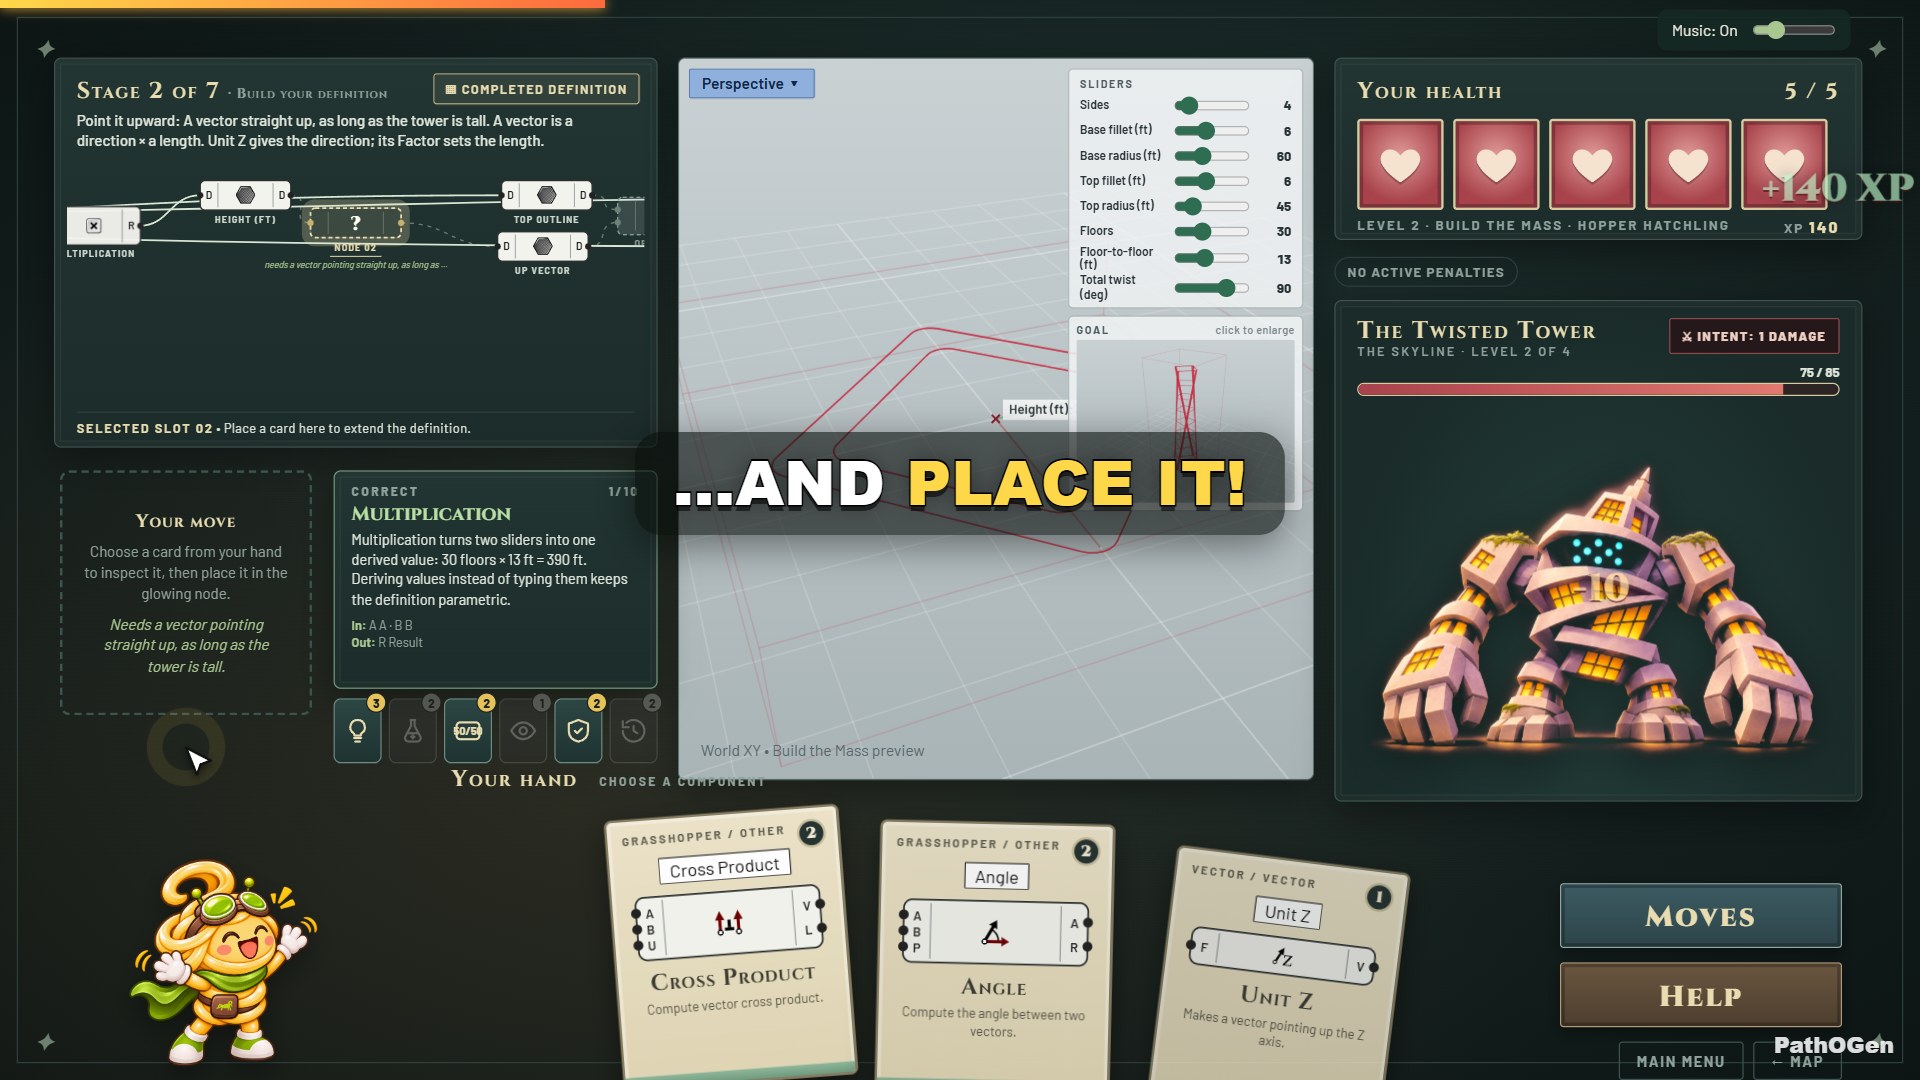 Music: On
Stage 2 of 7 · Build your definition
COMPLETED DEFINITION
Point it upward: A vector straight up, as long as the tower is tall. A vector is a
direction × a length. Unit Z gives the direction; its Factor sets the length.
R
LTIPLICATION
D D
HEIGHT (FT)
?
NODE 02
needs a vector pointing straight up, as long as ...
D D
TOP OUTLINE
D D
UP VECTOR
SELECTED SLOT 02 • Place a card here to extend the definition.
Your move
Choose a card from your hand
to inspect it, then place it in the
glowing node.
Needs a vector pointing
straight up, as long as the
tower is tall.
CORRECT 1/10
Multiplication
Multiplication turns two sliders into one
derived value: 30 floors × 13 ft = 390 ft.
Deriving values instead of typing them keeps
the definition parametric.
In: A A · B B
Out: R Result
3
2
50/50 2
1
2
2
Perspective
SLIDERS
Sides 4
Base fillet (ft) 6
Base radius (ft) 60
Top fillet (ft) 6
Top radius (ft) 45
Floors 30
Floor-to-floor
(ft) 13
Total twist
(deg) 90
GOAL click to enlarge
Height (ft)
...AND PLACE IT!
World XY • Build the Mass preview
Your health 5 / 5
+140 XP
LEVEL 2 · BUILD THE MASS · HOPPER HATCHLING XP 140
NO ACTIVE PENALTIES
The Twisted Tower
THE SKYLINE · LEVEL 2 OF 4
INTENT: 1 DAMAGE
75 / 85
-10
Your hand CHOOSE A COMPONENT
GRASSHOPPER / OTHER 2
Cross Product
A
B
U
V
L
Cross Product
Compute vector cross product.
GRASSHOPPER / OTHER 2
Angle
A
B
P
A
R
Angle
Compute the angle between two
vectors.
VECTOR / VECTOR 1
Unit Z
F Z V
Unit Z
Makes a vector pointing up the Z
axis.
Moves
Help
MAIN MENU
← MAP
PathOGen